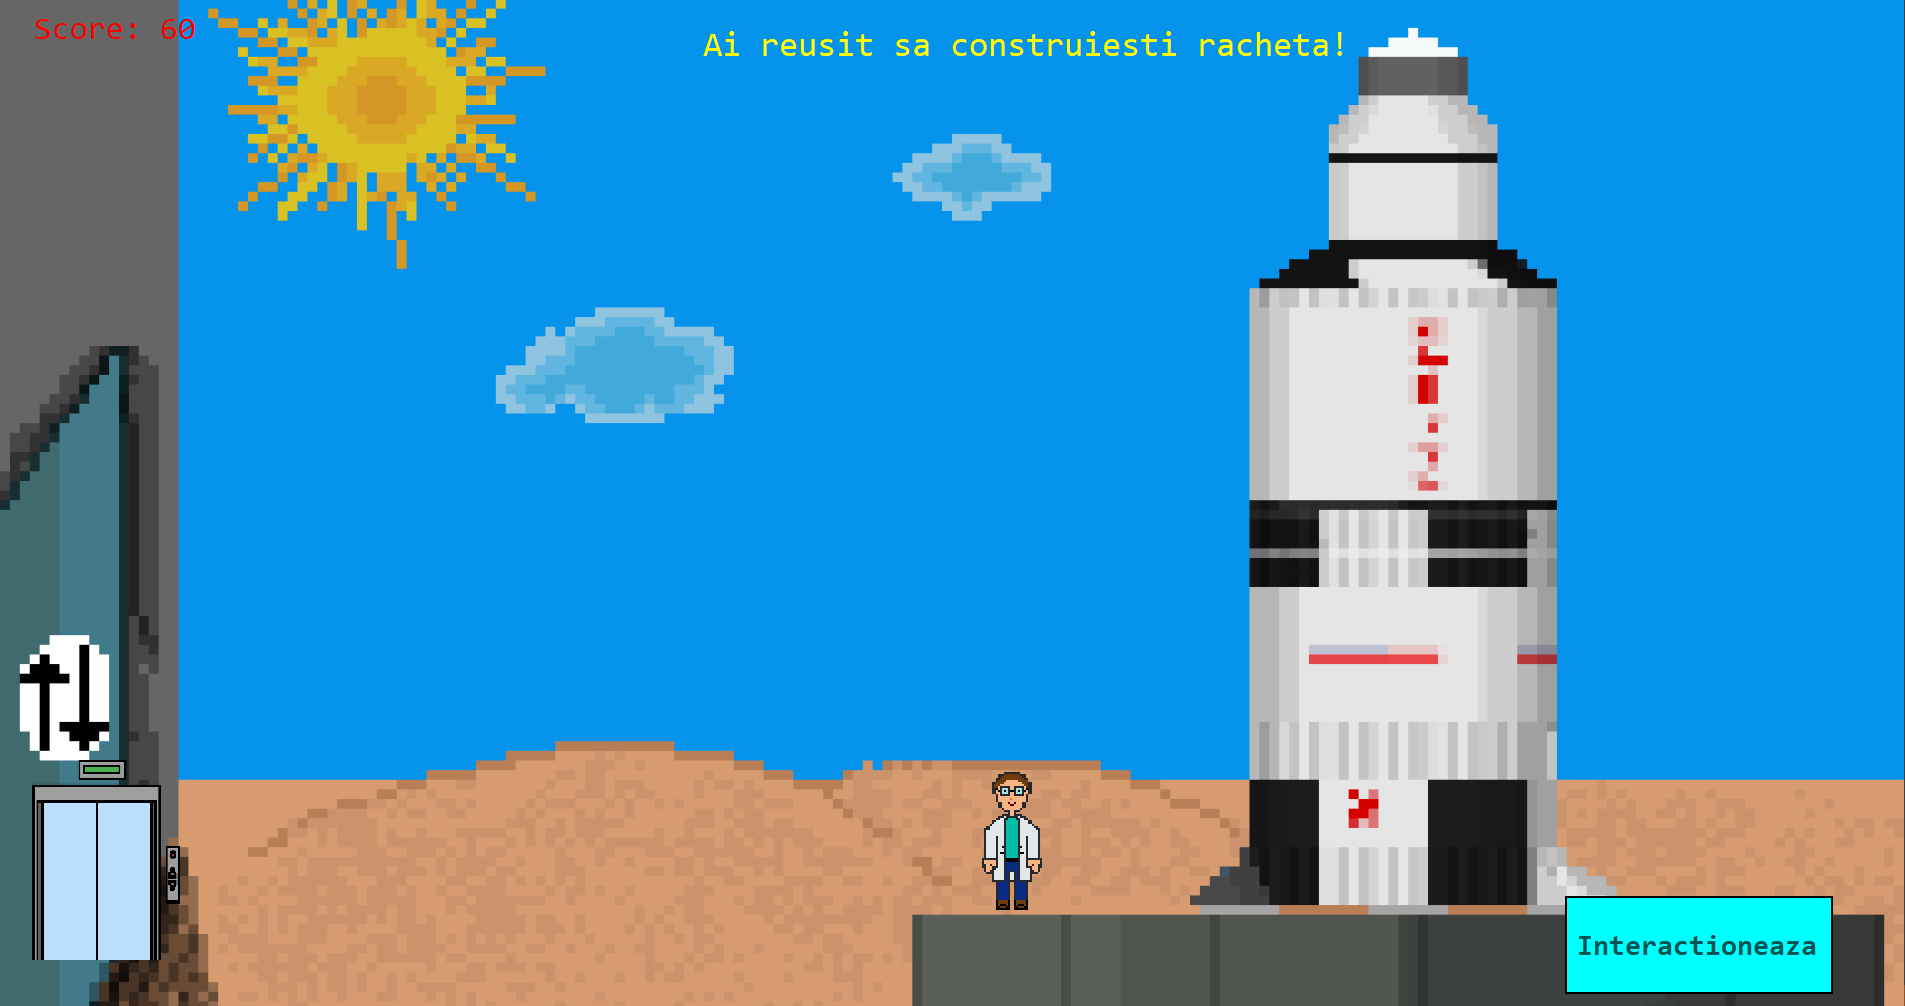 Score: 60
Ai reusit sa construiesti racheta!
Interactioneaza